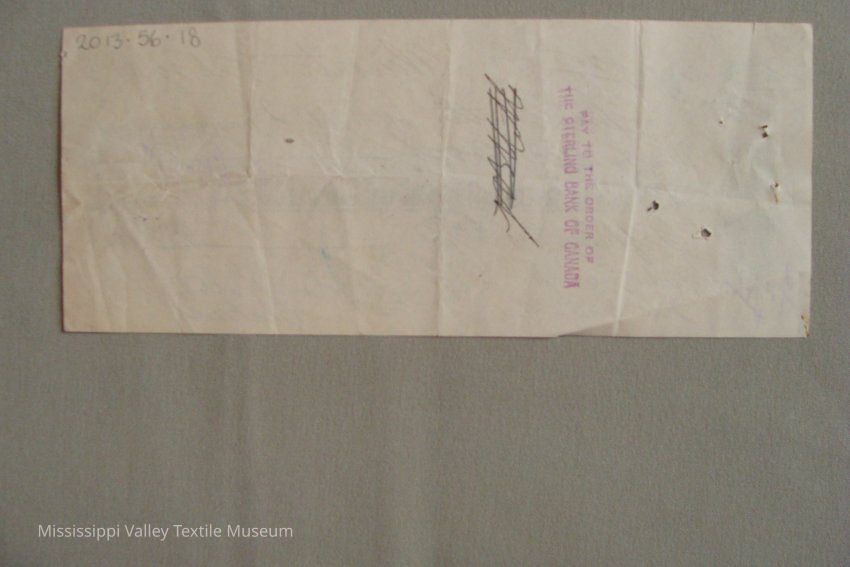 2013·56·18
PAY TO THE ORDER OF
THE STERLING BANK OF CANADA
Mississippi Valley Textile Museum